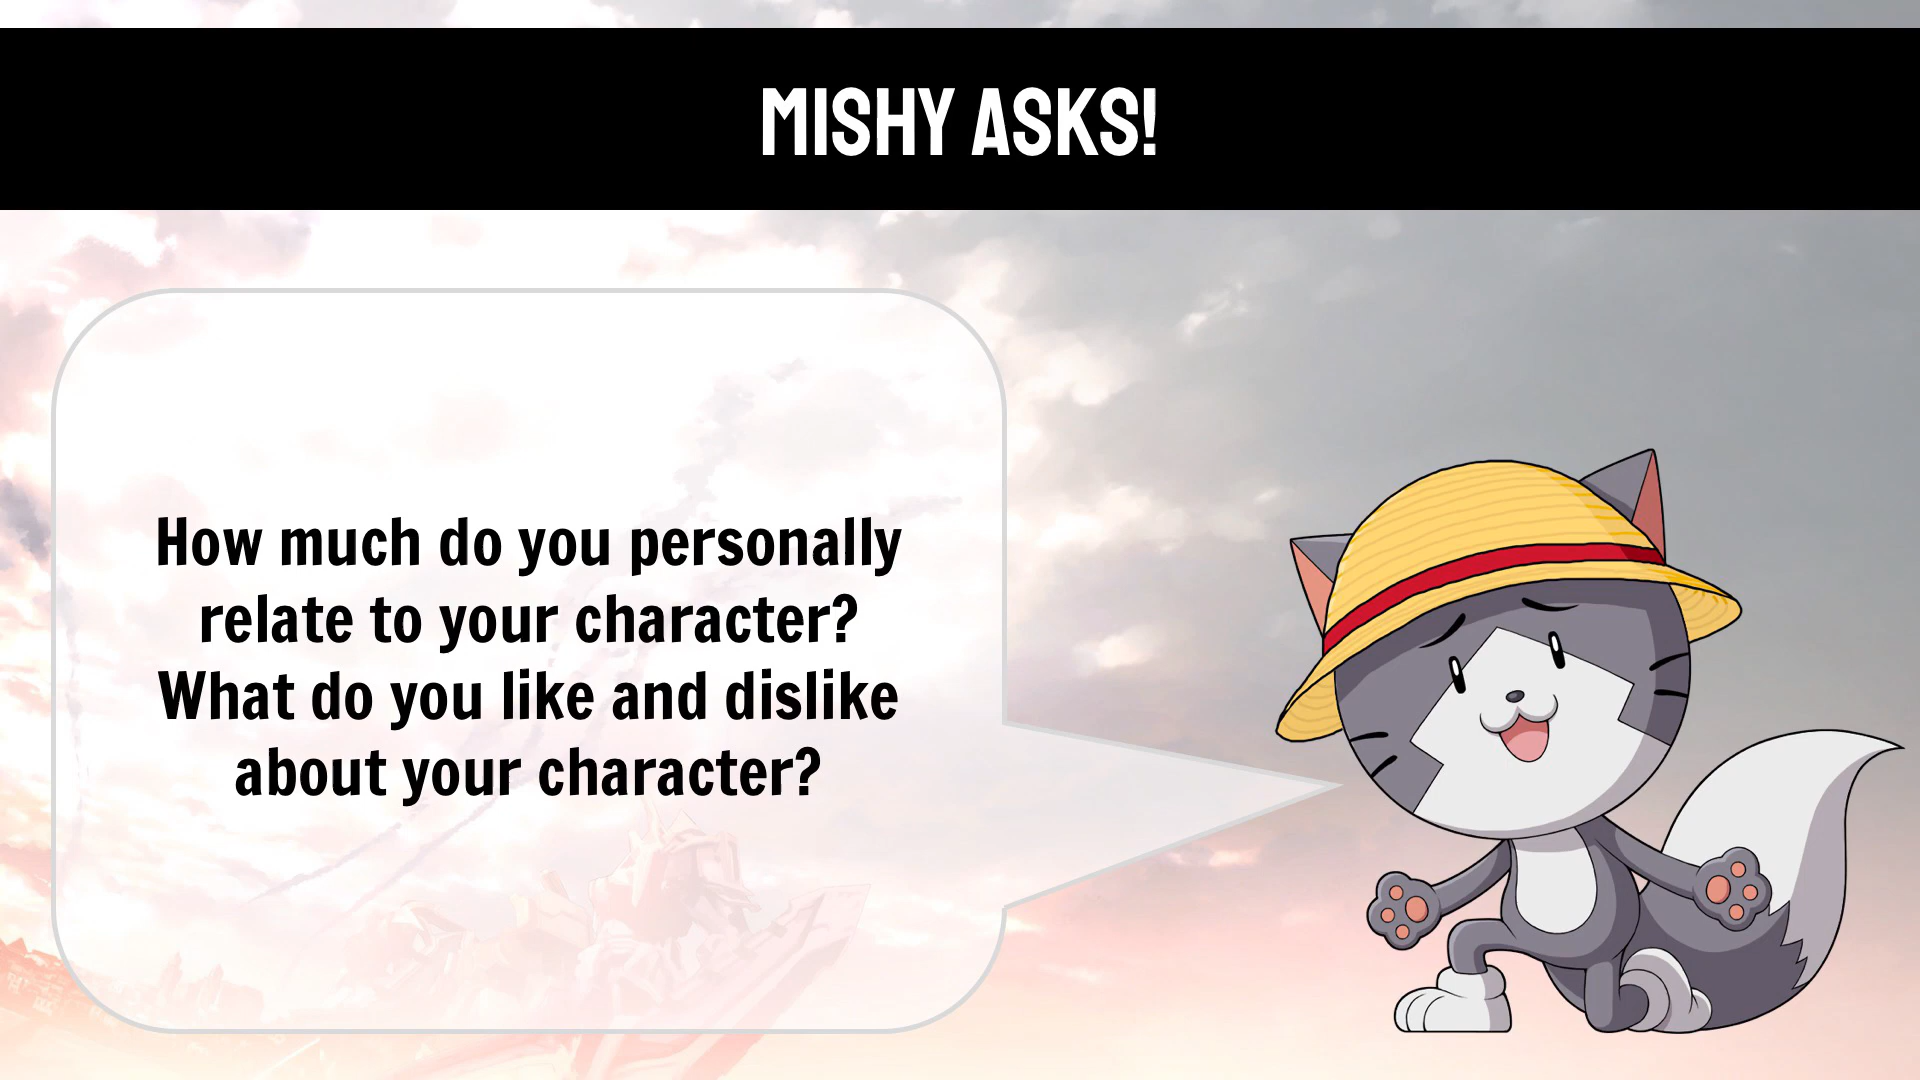 MISHY ASKS!
How much do you personally
relate to your character?
What do you like and dislike
about your character?